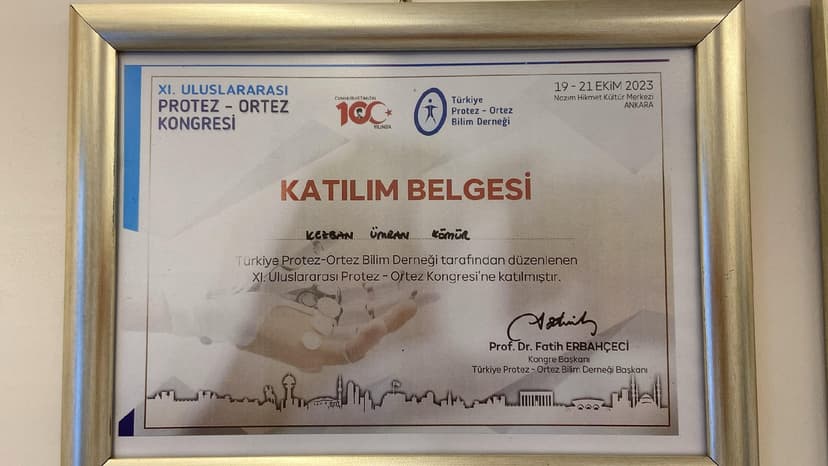 XI. ULUSLARARASI
PROTEZ - ORTEZ
KONGRESİ
CUMHURİYETİMİZİN
100
YILINDA
Türkiye
Protez - Ortez
Bilim Derneği
19 - 21 EKİM 2023
Nazım Hikmet Kültür Merkezi
ANKARA
KATILIM BELGESİ
KEZBAN ÜMRAN KÖMÜR
Türkiye Protez-Ortez Bilim Derneği tarafından düzenlenen
XI. Uluslararası Protez - Ortez Kongresi'ne katılmıştır.
Prof. Dr. Fatih ERBAHÇECİ
Kongre Başkanı
Türkiye Protez - Ortez Bilim Derneği Başkanı